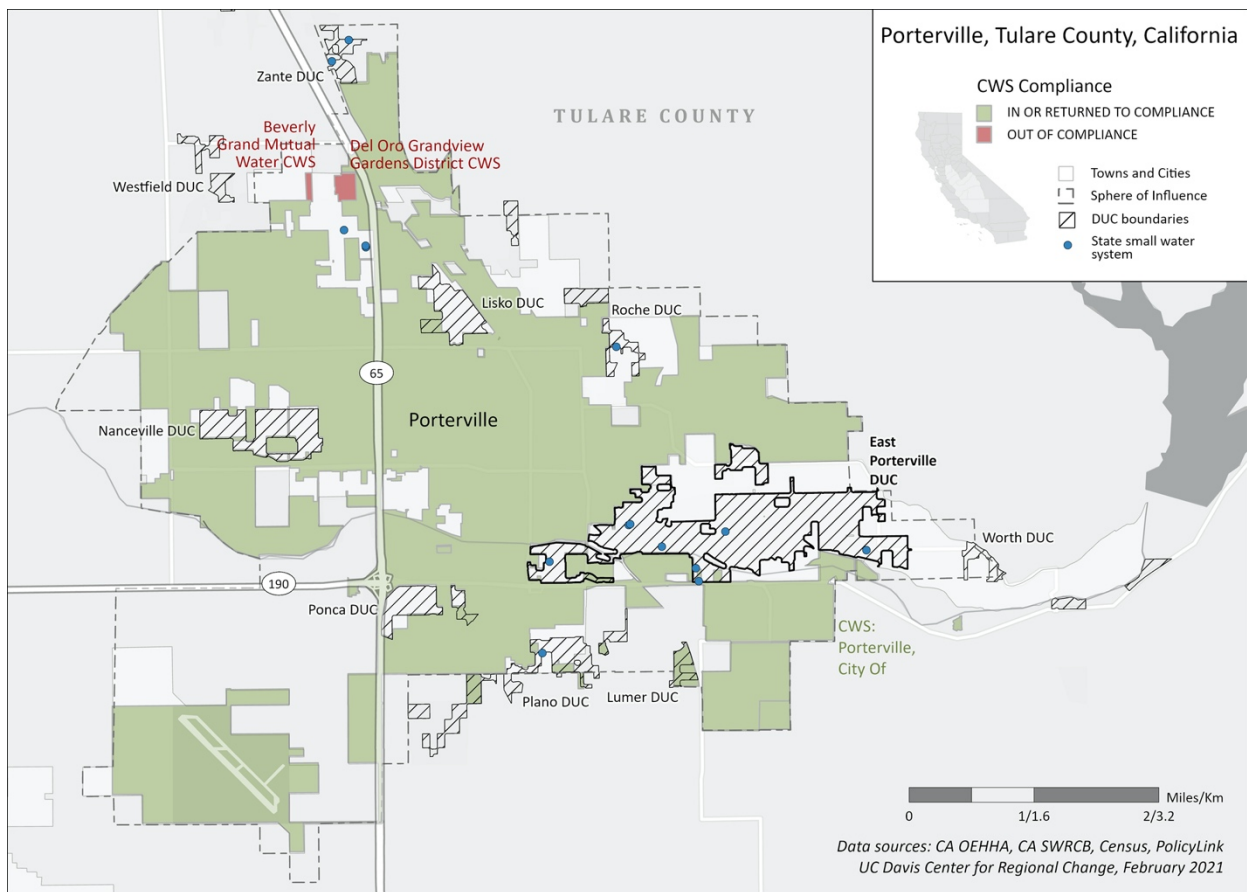 Porterville, Tulare County, California
CWS Compliance
IN OR RETURNED TO COMPLIANCE
OUT OF COMPLIANCE
Towns and Cities
Sphere of Influence
DUC boundaries
State small water
system
Zante DUC
TULARE COUNTY
Beverly
Grand Mutual
Water CWS
Del Oro Grandview
Gardens District CWS
Westfield DUC
Lisko DUC
Roche DUC
65
Porterville
Nanceville DUC
East
Porterville
DUC
Worth DUC
190
Ponca DUC
CWS:
Porterville,
City Of
Plano DUC
Lumer DUC
Miles/Km
0
1/1.6
2/3.2
Data sources: CA OEHHA, CA SWRCB, Census, PolicyLink
UC Davis Center for Regional Change, February 2021